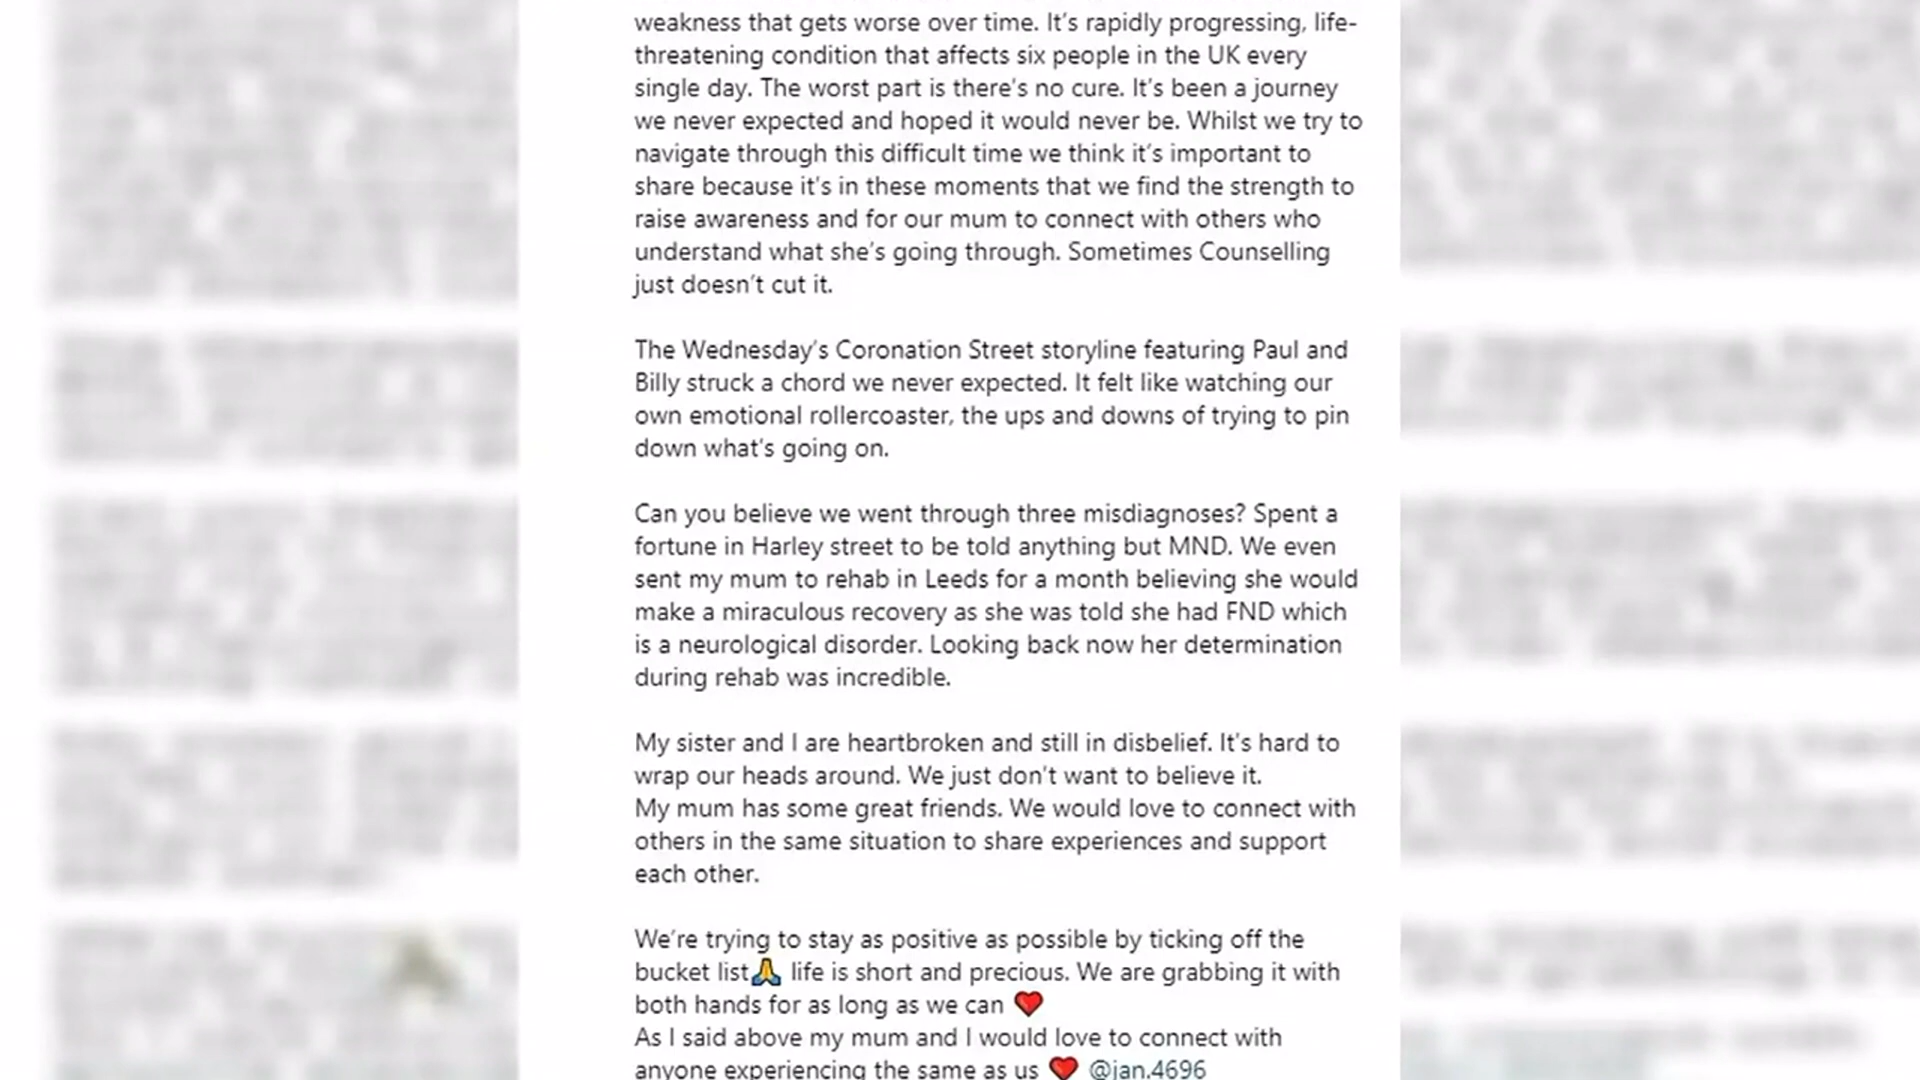 weakness that gets worse over time. It’s rapidly progressing, life-
threatening condition that affects six people in the UK every
single day. The worst part is there's no cure. It’s been a journey
we never expected and hoped it would never be. Whilst we try to
navigate through this difficult time we think it’s important to
share because it’s in these moments that we find the strength to
raise awareness and for our mum to connect with others who
understand what she’s going through. Sometimes Counselling
just doesn’t cut it.
The Wednesday’s Coronation Street storyline featuring Paul and
Billy struck a chord we never expected. It felt like watching our
own emotional rollercoaster, the ups and downs of trying to pin
down what’s going on.
Can you believe we went through three misdiagnoses? Spent a
fortune in Harley street to be told anything but MND. We even
sent my mum to rehab in Leeds for a month believing she would
make a miraculous recovery as she was told she had FND which
is a neurological disorder. Looking back now her determination
during rehab was incredible.
My sister and I are heartbroken and still in disbelief. It’s hard to
wrap our heads around. We just don’t want to believe it.
My mum has some great friends. We would love to connect with
others in the same situation to share experiences and support
each other.
We’re trying to stay as positive as possible by ticking off the
bucket list🙏 life is short and precious. We are grabbing it with
both hands for as long as we can ❤️
As I said above my mum and I would love to connect with
anyone experiencing the same as us ❤️ @jan.4696